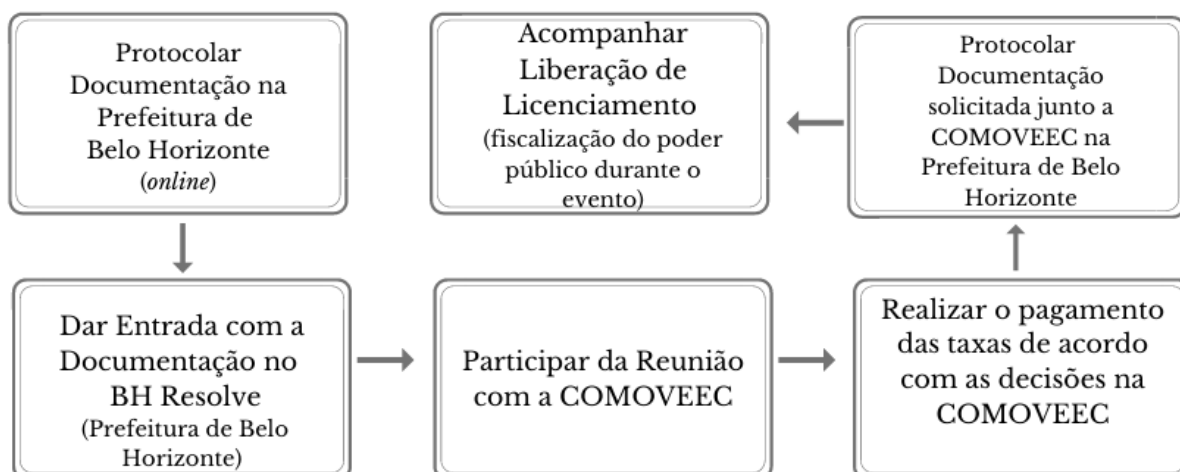 Protocolar
Documentação na
Prefeitura de
Belo Horizonte
(online)
Acompanhar
Liberação de
Licenciamento
(fiscalização do poder
público durante o
evento)
Protocolar
Documentação
solicitada junto a
COMOVEEC na
Prefeitura de Belo
Horizonte
Dar Entrada com a
Documentação no
BH Resolve
(Prefeitura de Belo
Horizonte)
Participar da Reunião
com a COMOVEEC
Realizar o pagamento
das taxas de acordo
com as decisões na
COMOVEEC